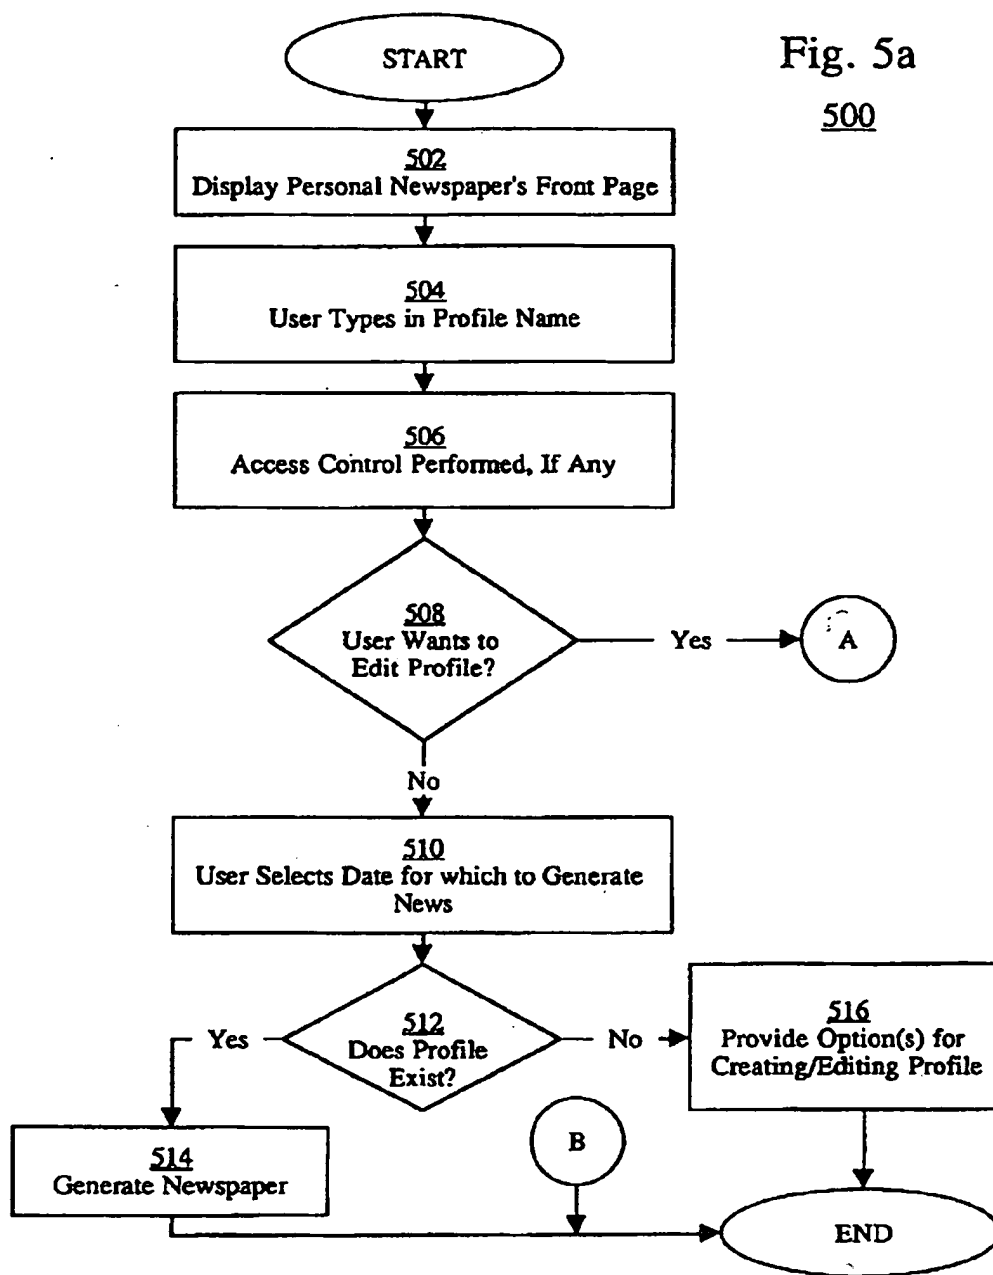 Fig. 5a
500
START
502
Display Personal Newspaper's Front Page
504
User Types in Profile Name
506
Access Control Performed, If Any
508
User Wants to
Edit Profile?
Yes
A
No
510
User Selects Date for which to Generate
News
512
Does Profile
Exist?
Yes
No
514
Generate Newspaper
516
Provide Option(s) for
Creating/Editing Profile
B
END